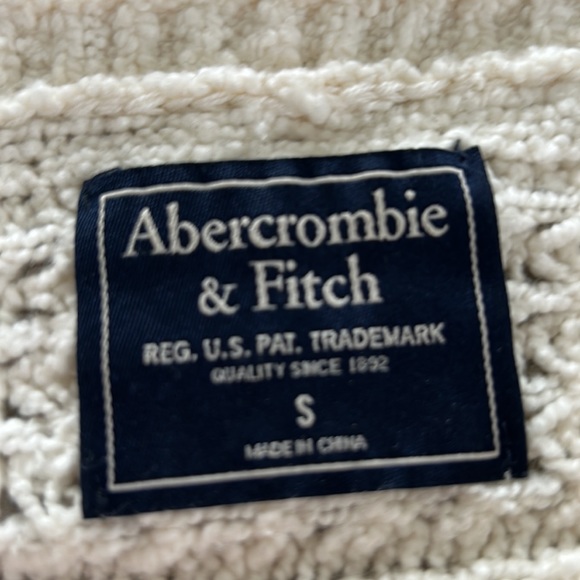 Abercrombie
& Fitch
REG. U.S. PAT. TRADEMARK
QUALITY SINCE 1892
S
MADE IN CHINA